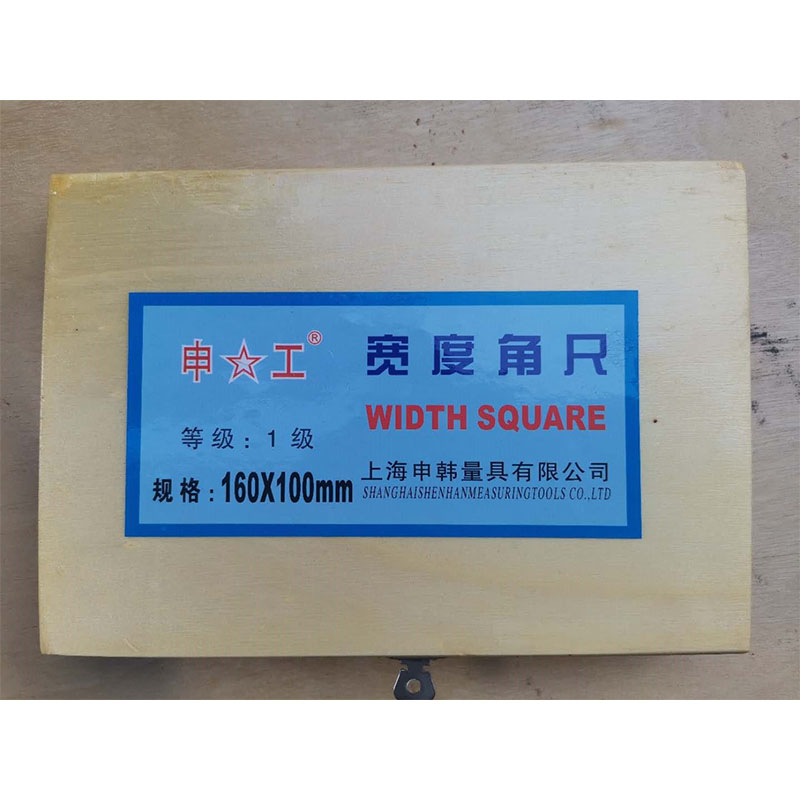 申☆工®
宽度角尺
WIDTH SQUARE
等级：1级
规格：160X100mm
上海申韩量具有限公司
SHANGHAISHENHANMEASURINGTOOLS CO.,LTD